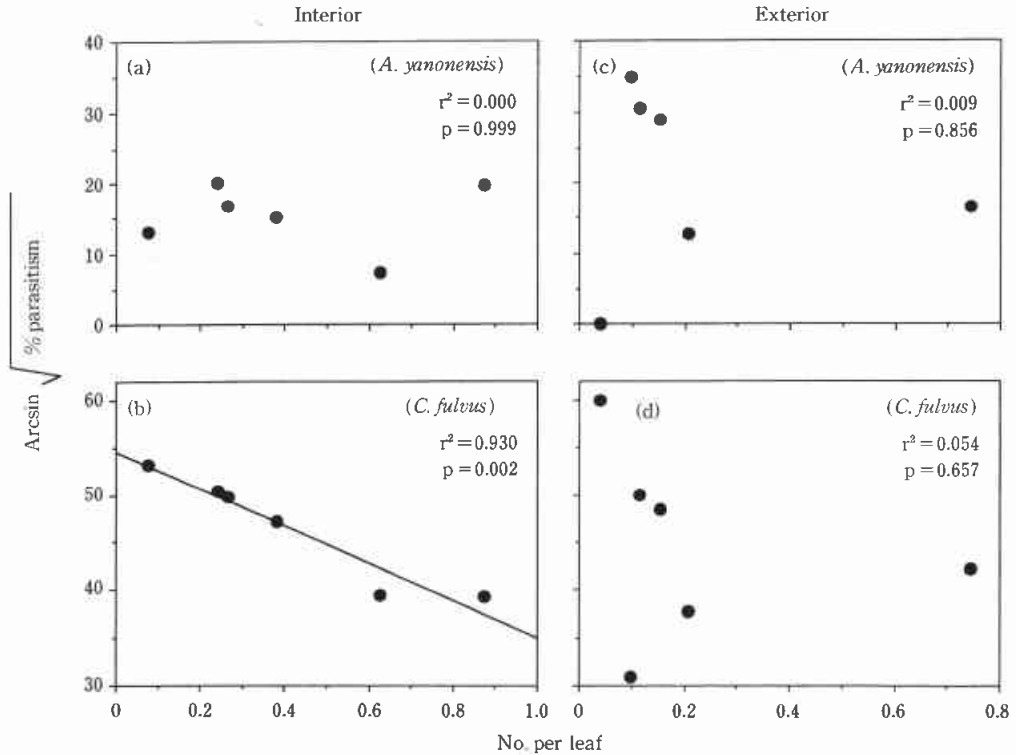 Interior
Exterior
(a)
(A. yanonensis)
r² = 0.000
p = 0.999
40
30
20
10
0
(c)
(A. yanonensis)
r² = 0.009
p = 0.856
Arcsin √% parasitism
(b)
(C. fulvus)
r² = 0.930
p = 0.002
60
50
40
30
0
0.2
0.4
0.6
0.8
1.0
(d)
(C. fulvus)
r² = 0.054
p = 0.657
0
0.2
0.4
0.6
0.8
No. per leaf